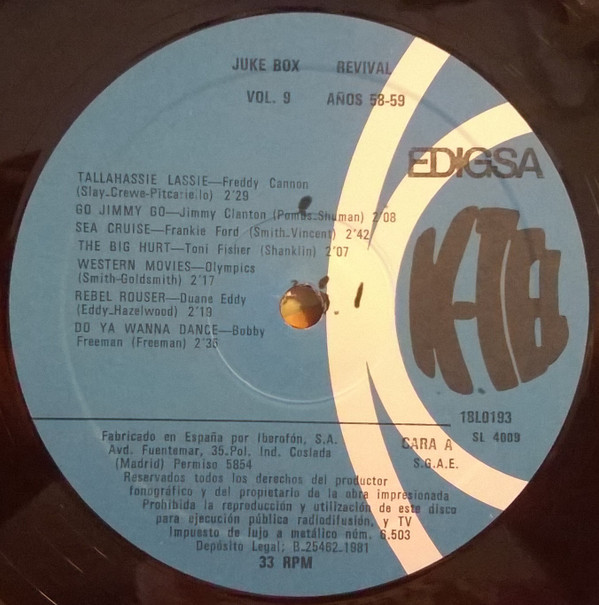 JUKE BOX REVIVAL
VOL. 9 AÑOS 58-59
EDIGSA
TALLAHASSIE LASSIE—Freddy Cannon
(Slay-Crewe-Pitcariello) 2'29
GO JIMMY GO—Jimmy Clanton (Pomus-Shuman) 2'08
SEA CRUISE—Frankie Ford (Smith-Vincent) 2'42
THE BIG HURT—Toni Fisher (Shanklin) 2'07
WESTERN MOVIES—Olympics
(Smith-Goldsmith) 2'17
REBEL ROUSER—Duane Eddy
(Eddy-Hazelwood) 2'19
DO YA WANNA DANCE—Bobby
Freeman (Freeman) 2'35
K-TEL
18L0193
SL 4009
CARA A
S.G.A.E.
Fabricado en España por Iberofón, S.A.
Avd. Fuentemar, 35-Pol. Ind. Coslada
(Madrid) Permiso 5854
Reservados todos los derechos del productor
fonográfico y del propietario de la obra impresionada
Prohibida la reproducción y utilización de este disco
para ejecución pública radiodifusión, y TV
Impuesto de lujo a metálico núm. 6.503
Depósito Legal; B.25462-1981
33 RPM